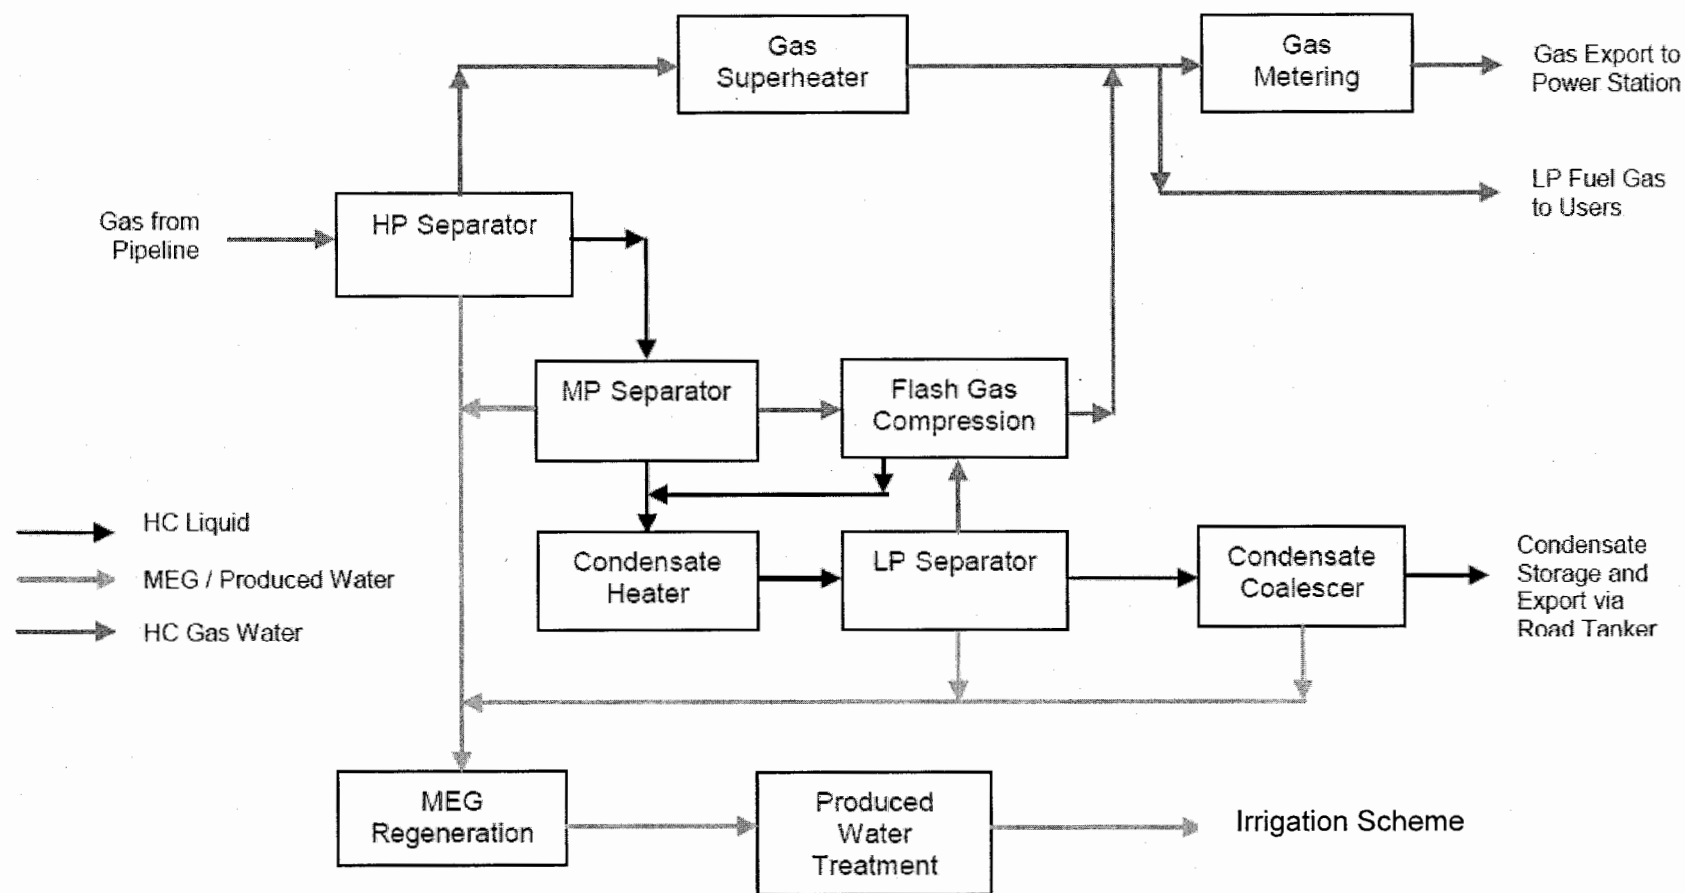 Gas
Superheater
Gas
Metering
Gas Export to
Power Station
LP Fuel Gas
to Users
Gas from
Pipeline
HP Separator
MP Separator
Flash Gas
Compression
HC Liquid
MEG / Produced Water
HC Gas Water
Condensate
Heater
LP Separator
Condensate
Coalescer
Condensate
Storage and
Export via
Road Tanker
MEG
Regeneration
Produced
Water
Treatment
Irrigation Scheme